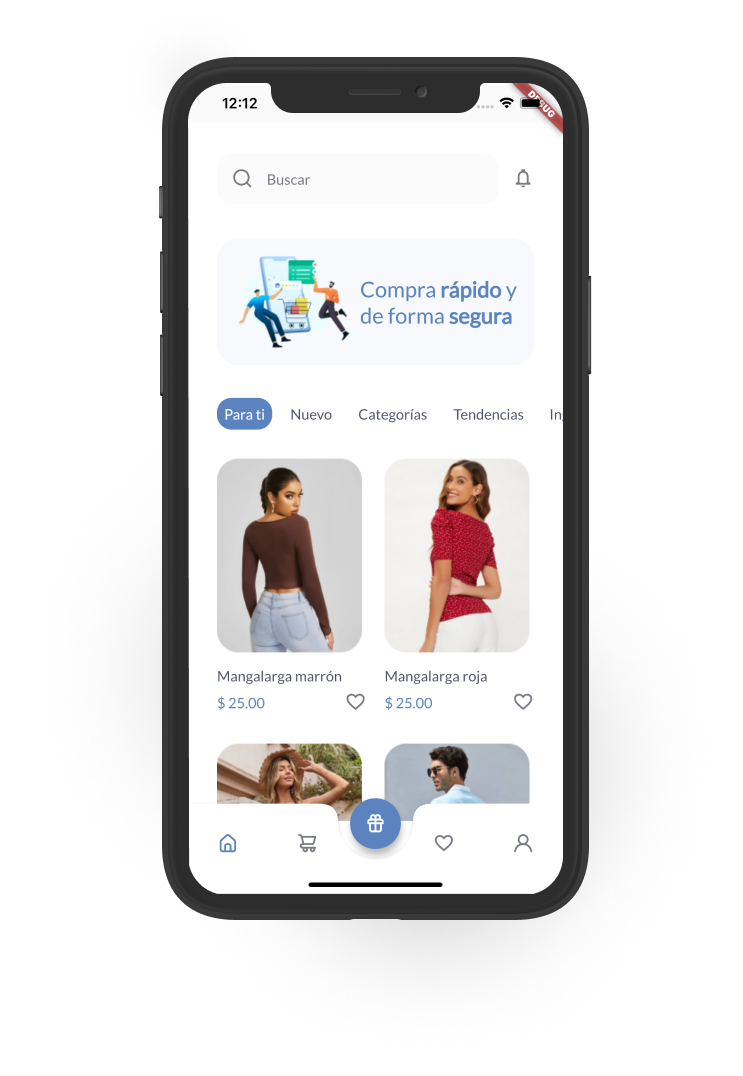 12:12
DEBUG
Buscar
Compra rápido y
de forma segura
Para ti
Nuevo
Categorías
Tendencias
Mangalarga marrón
Mangalarga roja
$ 25.00
$ 25.00